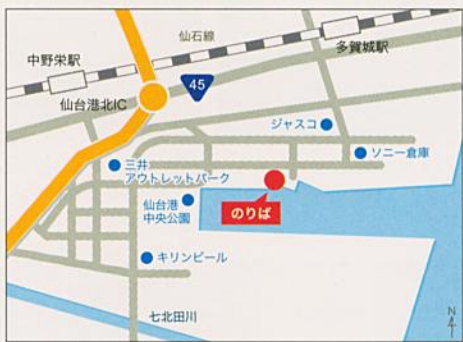 仙石線
多賀城駅
中野栄駅
45
仙台港北IC
ジャスコ
ソニー倉庫
三井
アウトレットパーク
仙台港
中央公園
のりば
キリンビール
七北田川
N